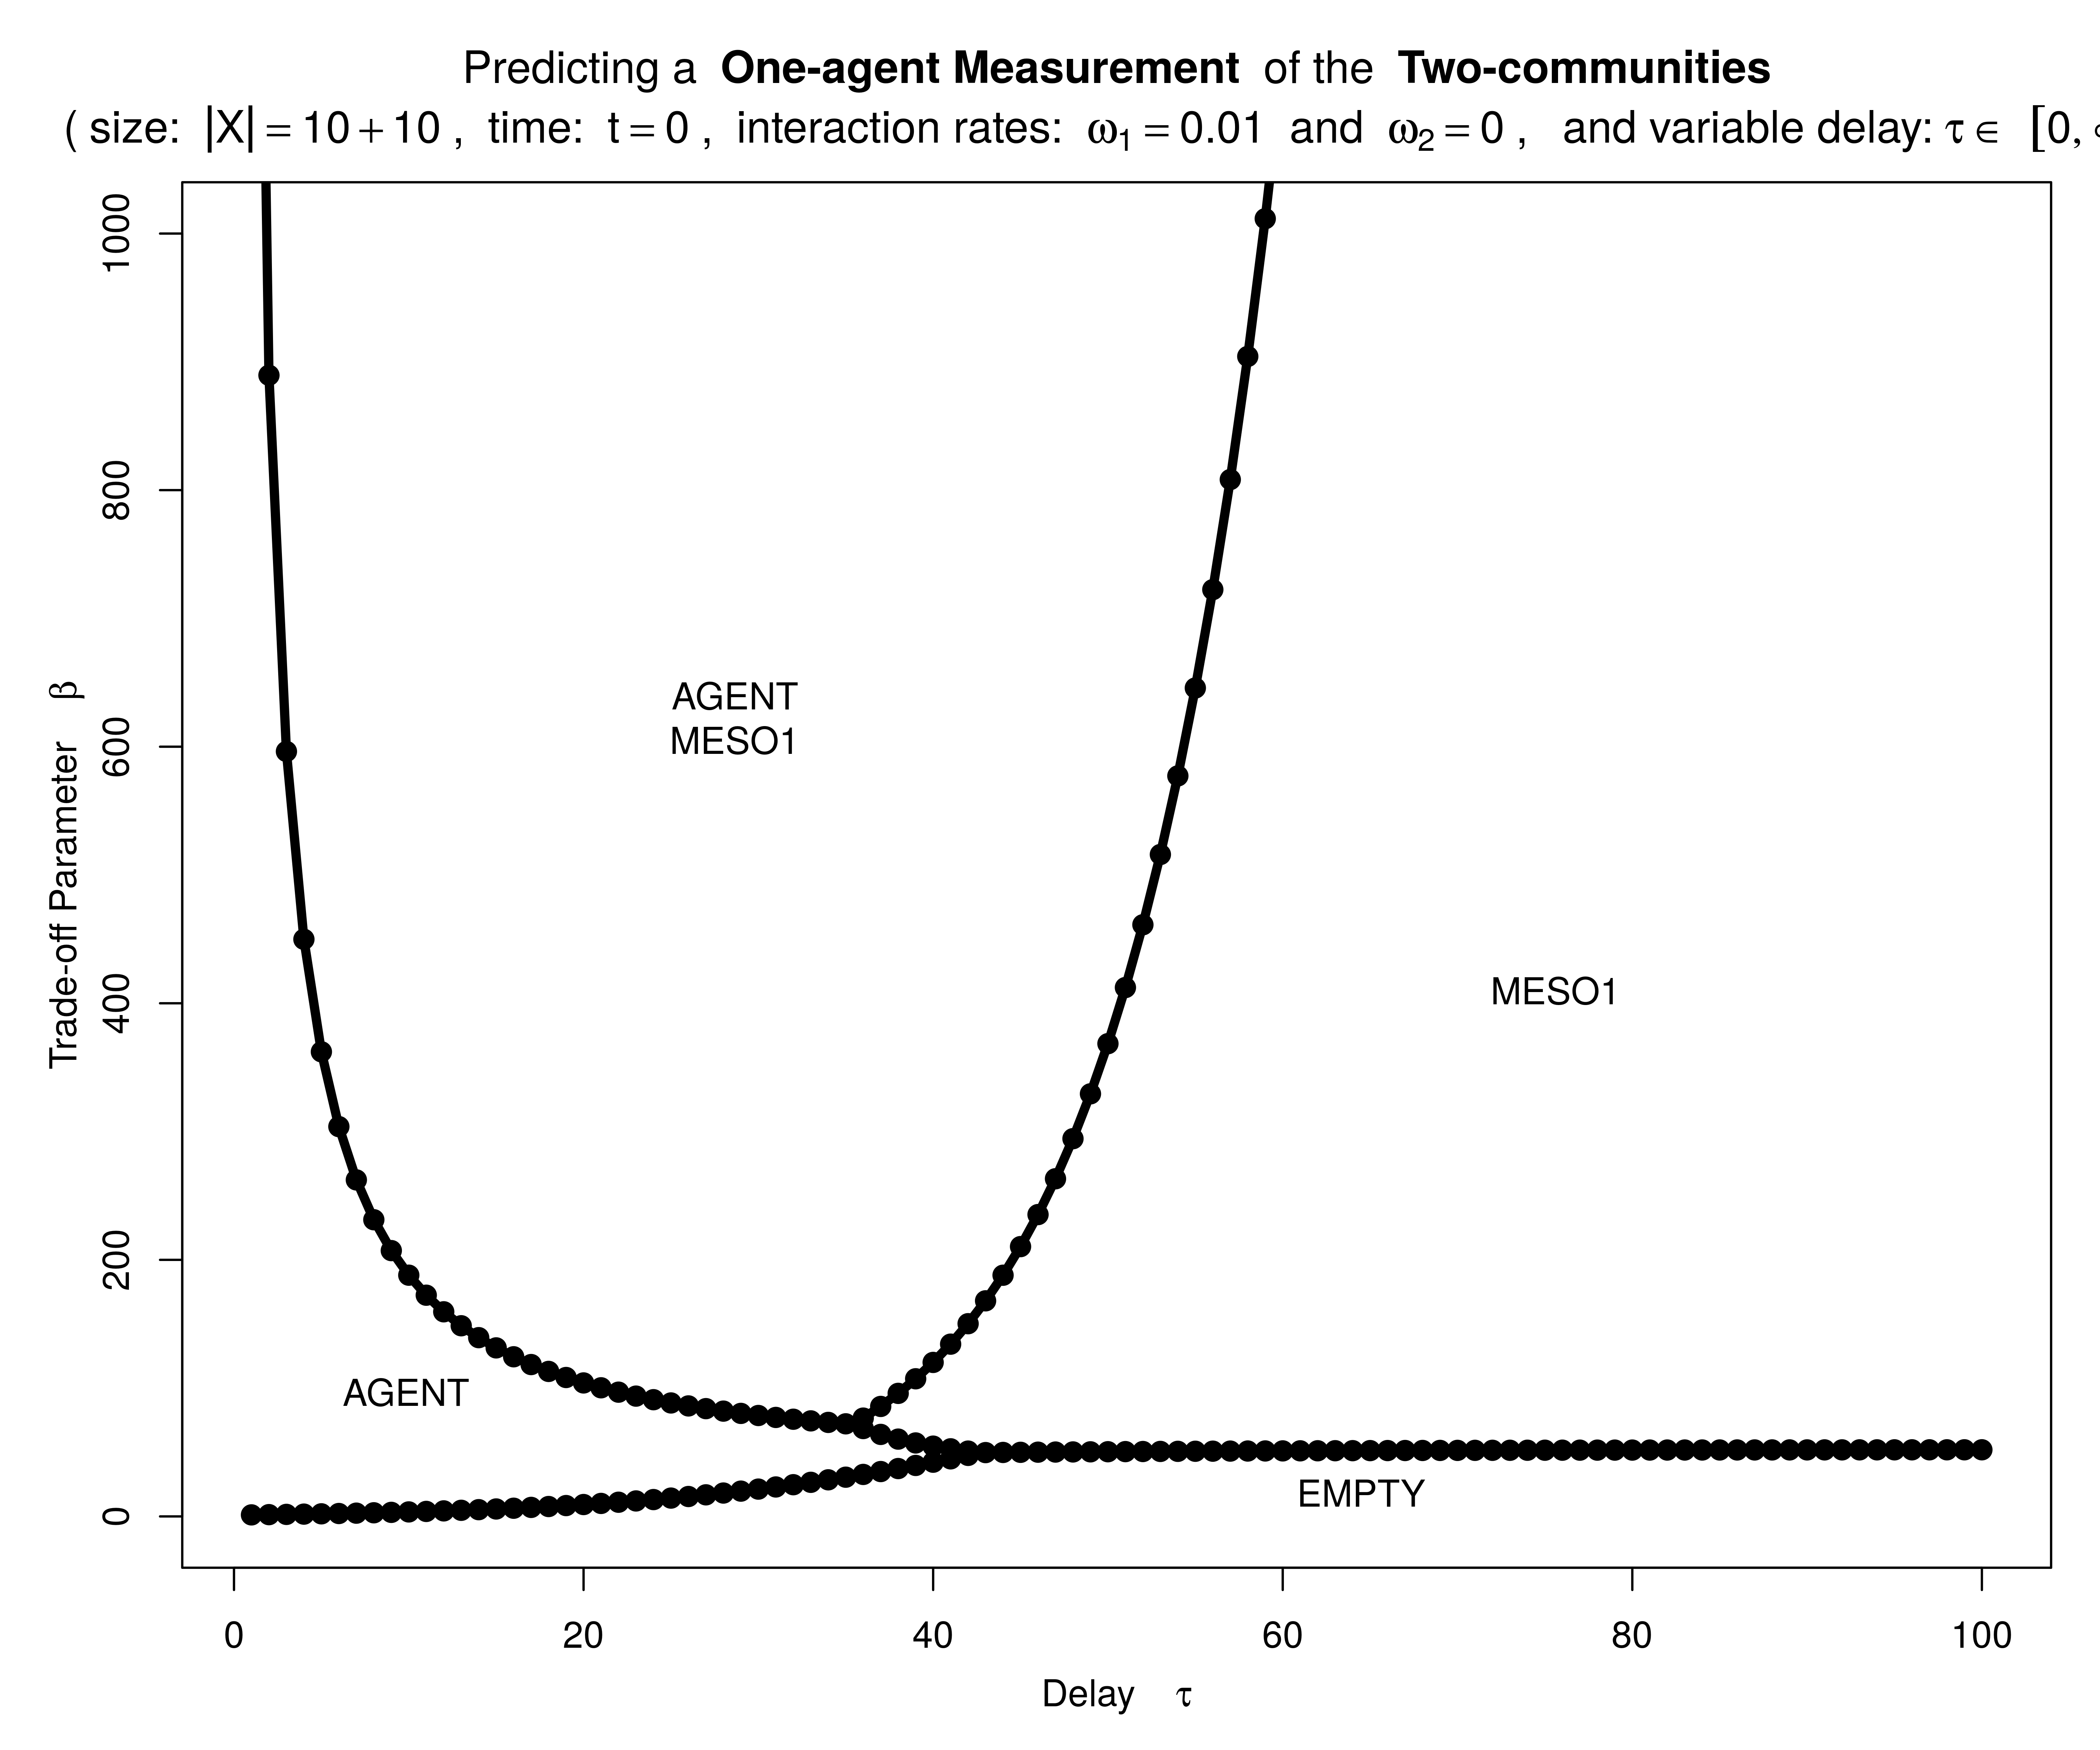 Predicting a One-agent Measurement of the Two-communities
( size: |X| = 10 + 10 , time: t = 0 , interaction rates: ω1 = 0.01 and ω2 = 0 , and variable delay: τ ∈ [0,
1000
800
600
400
200
0
Trade-off Parameter β
AGENT
MESO1
MESO1
AGENT
EMPTY
0 20 40 60 80 100
Delay τ